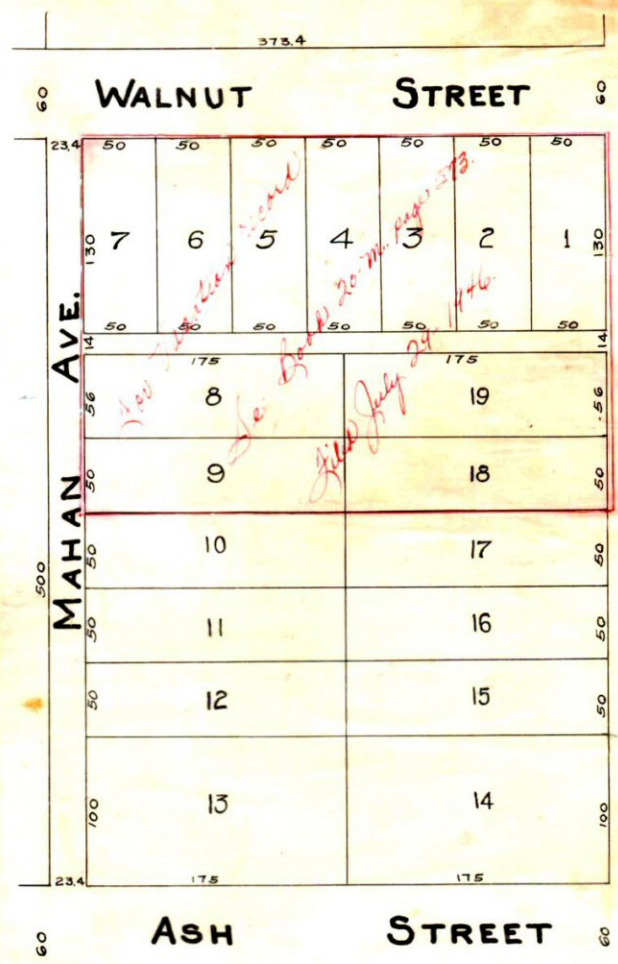 373.4
60 WALNUT STREET 60
23.4 50 50 50 50 50 50 50
130 7 6 5 4 3 2 1 130
50 50 50 50 50 50 50
14 14
175 175
56 8 19 56
50 9 18 50
50 10 17 50
50 11 16 50
50 12 15 50
100 13 14 100
23.4 175 175
500
MAHAN AVE.
60 ASH STREET 60
For record
Book 20-M. page 373.
Filed July 29, 1946.